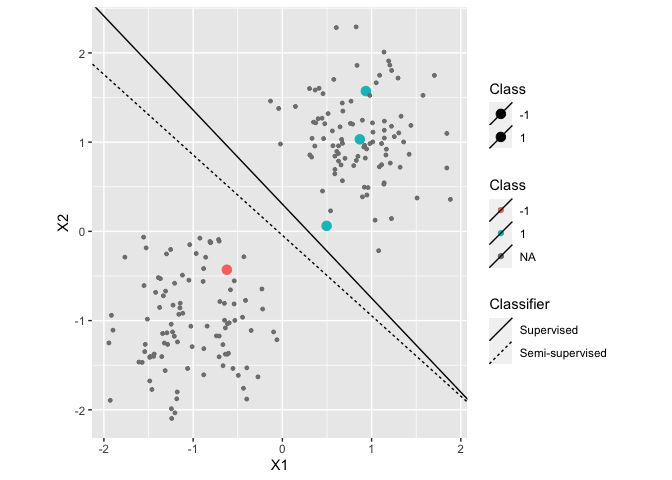 2
1
0
-1
-2
X2
-2
-1
0
1
2
X1
Class
-1
1
Class
-1
1
NA
Classifier
Supervised
Semi-supervised